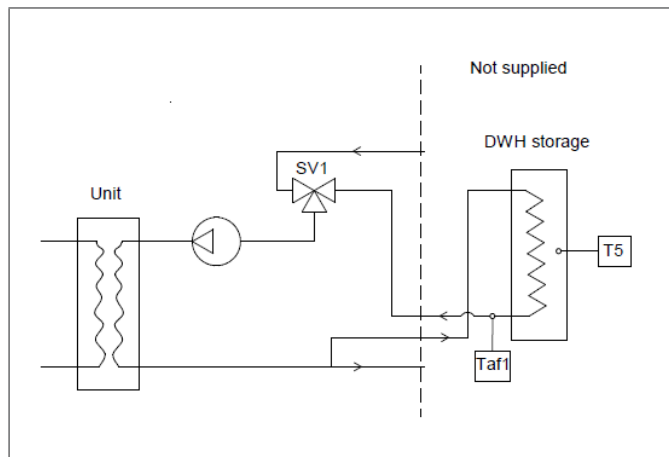 Not supplied
DWH storage
SV1
Unit
T5
Taf1